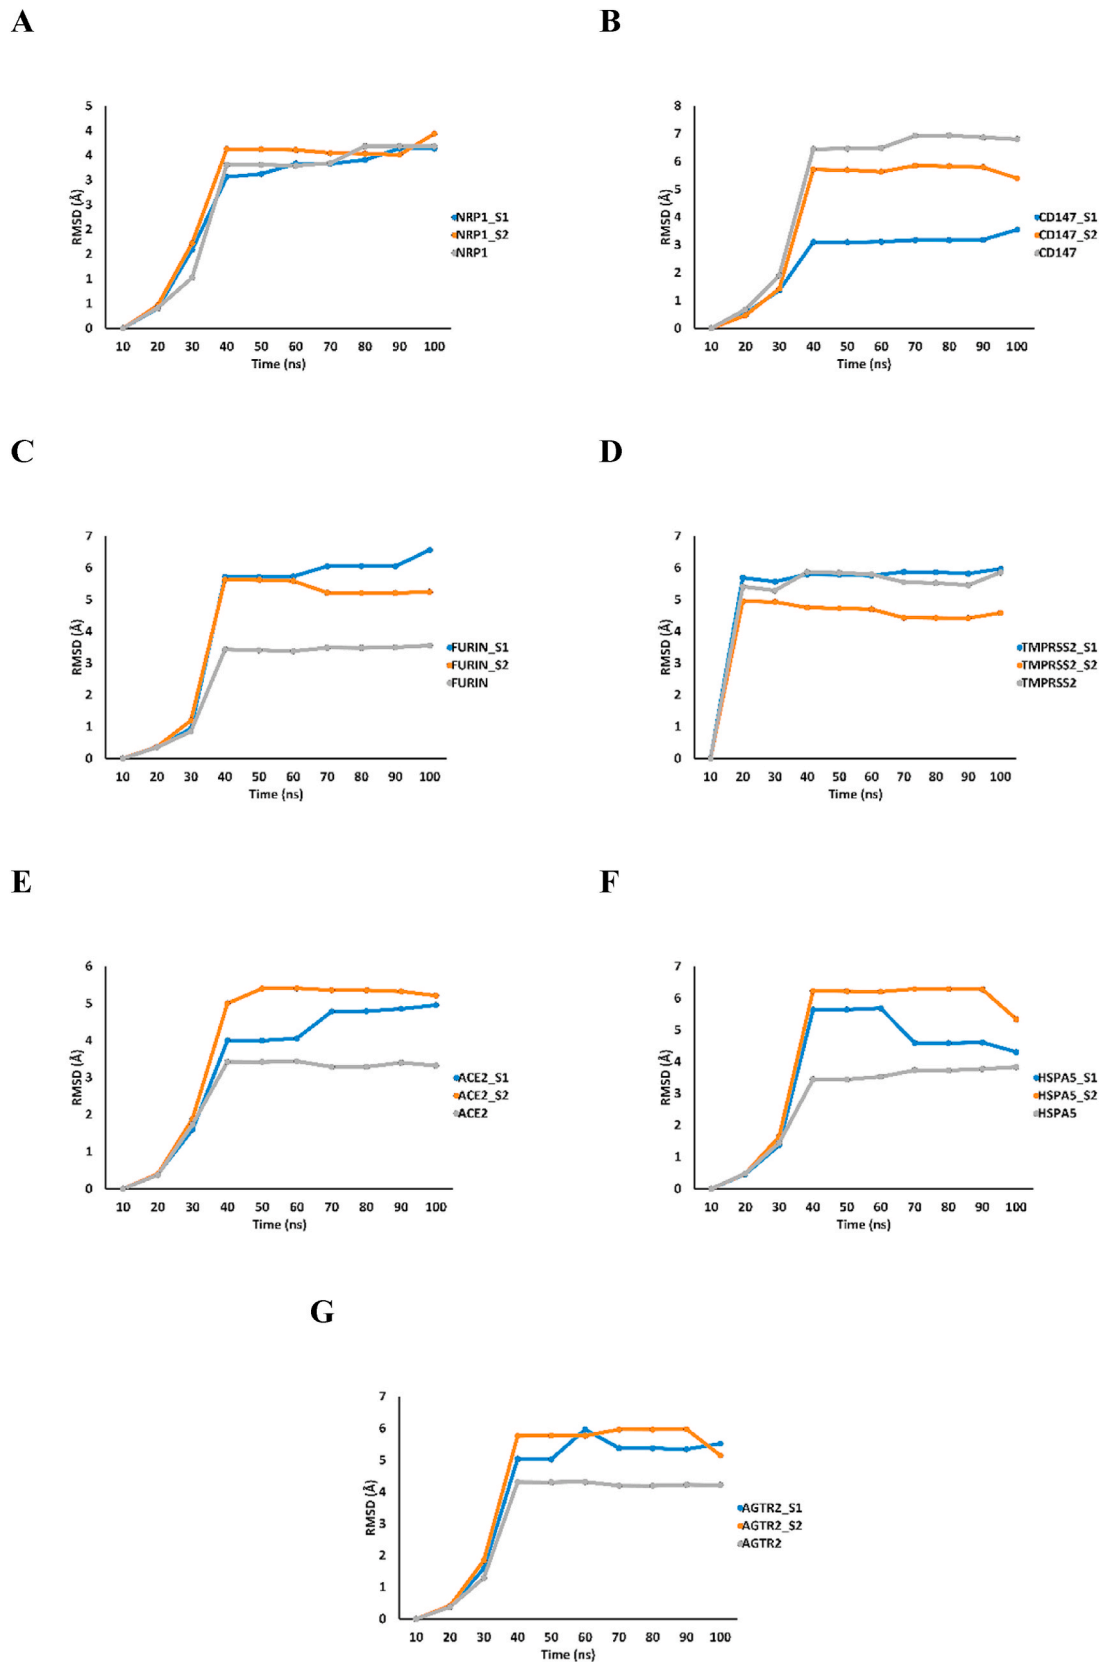 A
B
5
4
4
3
3
2
2
1
1
0
RMSD (Å)
10 20 30 40 50 60 70 80 90 100
Time (ns)
NRP1_S1
NRP1_S2
NRP1
8
7
6
5
4
3
2
1
0
RMSD (Å)
10 20 30 40 50 60 70 80 90 100
Time (ns)
CD147_S1
CD147_S2
CD147
C
D
7
6
5
4
3
2
1
0
RMSD (Å)
10 20 30 40 50 60 70 80 90 100
Time (ns)
FURIN_S1
FURIN_S2
FURIN
7
6
5
4
3
2
1
0
RMSD (Å)
10 20 30 40 50 60 70 80 90 100
Time (ns)
TMPRSS2_S1
TMPRSS2_S2
TMPRSS2
E
F
6
5
4
3
2
1
0
RMSD (Å)
10 20 30 40 50 60 70 80 90 100
Time (ns)
ACE2_S1
ACE2_S2
ACE2
7
6
5
4
3
2
1
0
RMSD (Å)
10 20 30 40 50 60 70 80 90 100
Time (ns)
HSPA5_S1
HSPA5_S2
HSPA5
G
7
6
5
4
3
2
1
0
RMSD (Å)
10 20 30 40 50 60 70 80 90 100
Time (ns)
AGTR2_S1
AGTR2_S2
AGTR2